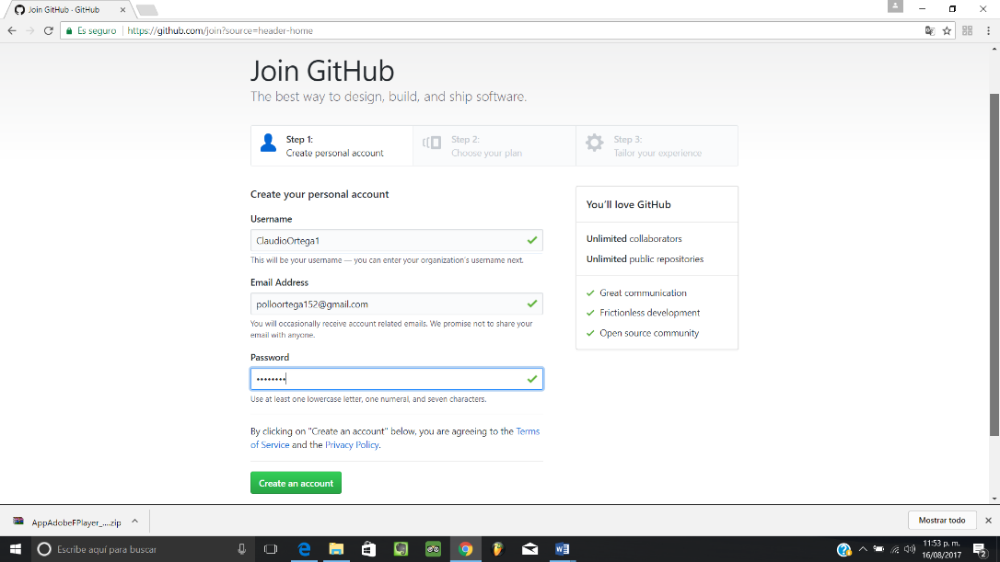 Join GitHub · GitHub
Es seguro
https://github.com/join?source=header-home
Join GitHub
The best way to design, build, and ship software.
Step 1:
Create personal account
Step 2:
Choose your plan
Step 3:
Tailor your experience
Create your personal account
Username
ClaudioOrtega1
This will be your username — you can enter your organization's username next.
Email Address
polloortega152@gmail.com
You will occasionally receive account related emails. We promise not to share your
email with anyone.
Password
••••••••
Use at least one lowercase letter, one numeral, and seven characters.
By clicking on "Create an account" below, you are agreeing to the Terms
of Service and the Privacy Policy.
Create an account
You'll love GitHub
Unlimited collaborators
Unlimited public repositories
Great communication
Frictionless development
Open source community
AppAdobeFPlayer_....zip
Mostrar todo
Escribe aquí para buscar
11:53 p. m.
16/08/2017
2